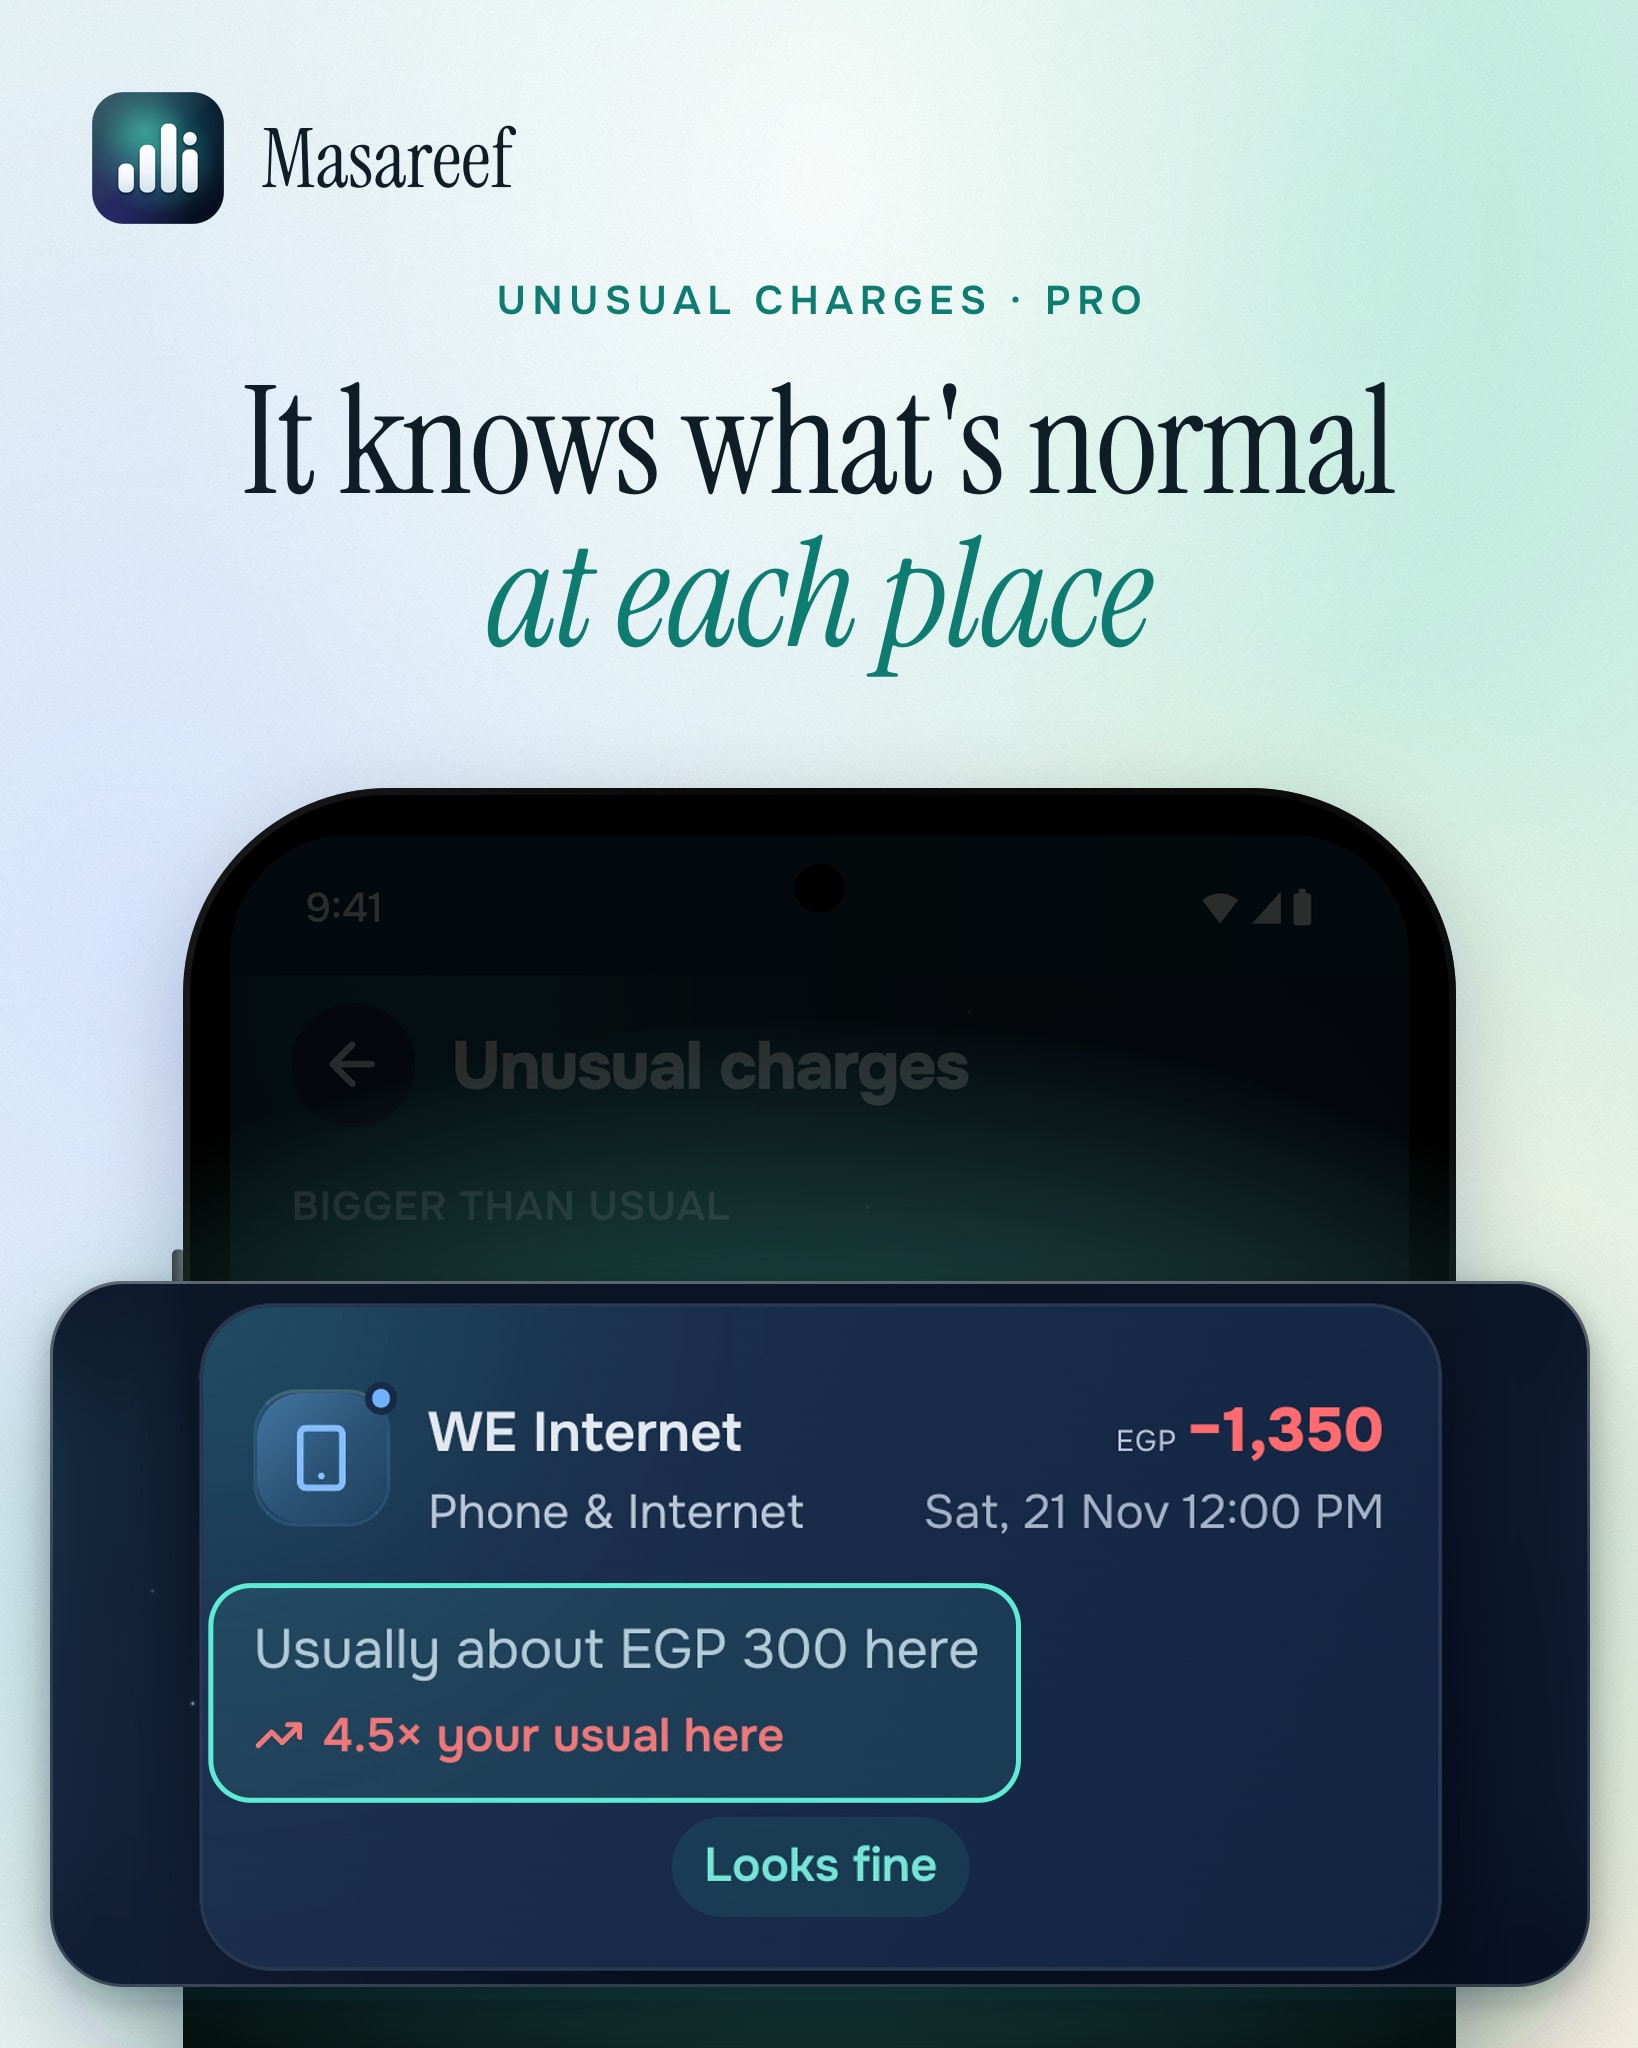 Masareef
UNUSUAL CHARGES · PRO
It knows what's normal
at each place
9:41
Unusual charges
BIGGER THAN USUAL
WE Internet
EGP −1,350
Phone & Internet
Sat, 21 Nov 12:00 PM
Usually about EGP 300 here
4.5× your usual here
Looks fine